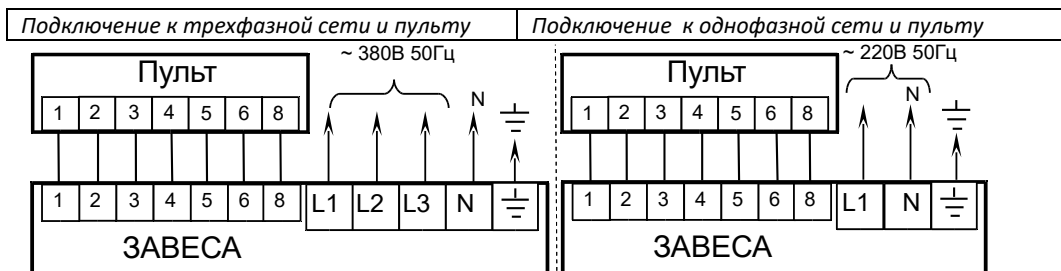 Подключение к трехфазной сети и пульту
Подключение к однофазной сети и пульту
~ 380В 50Гц
Пульт
N
1 2 3 4 5 6 8
1 2 3 4 5 6 8 L1 L2 L3 N
ЗАВЕСА
~ 220В 50Гц
Пульт
N
1 2 3 4 5 6 8
1 2 3 4 5 6 8 L1 N
ЗАВЕСА